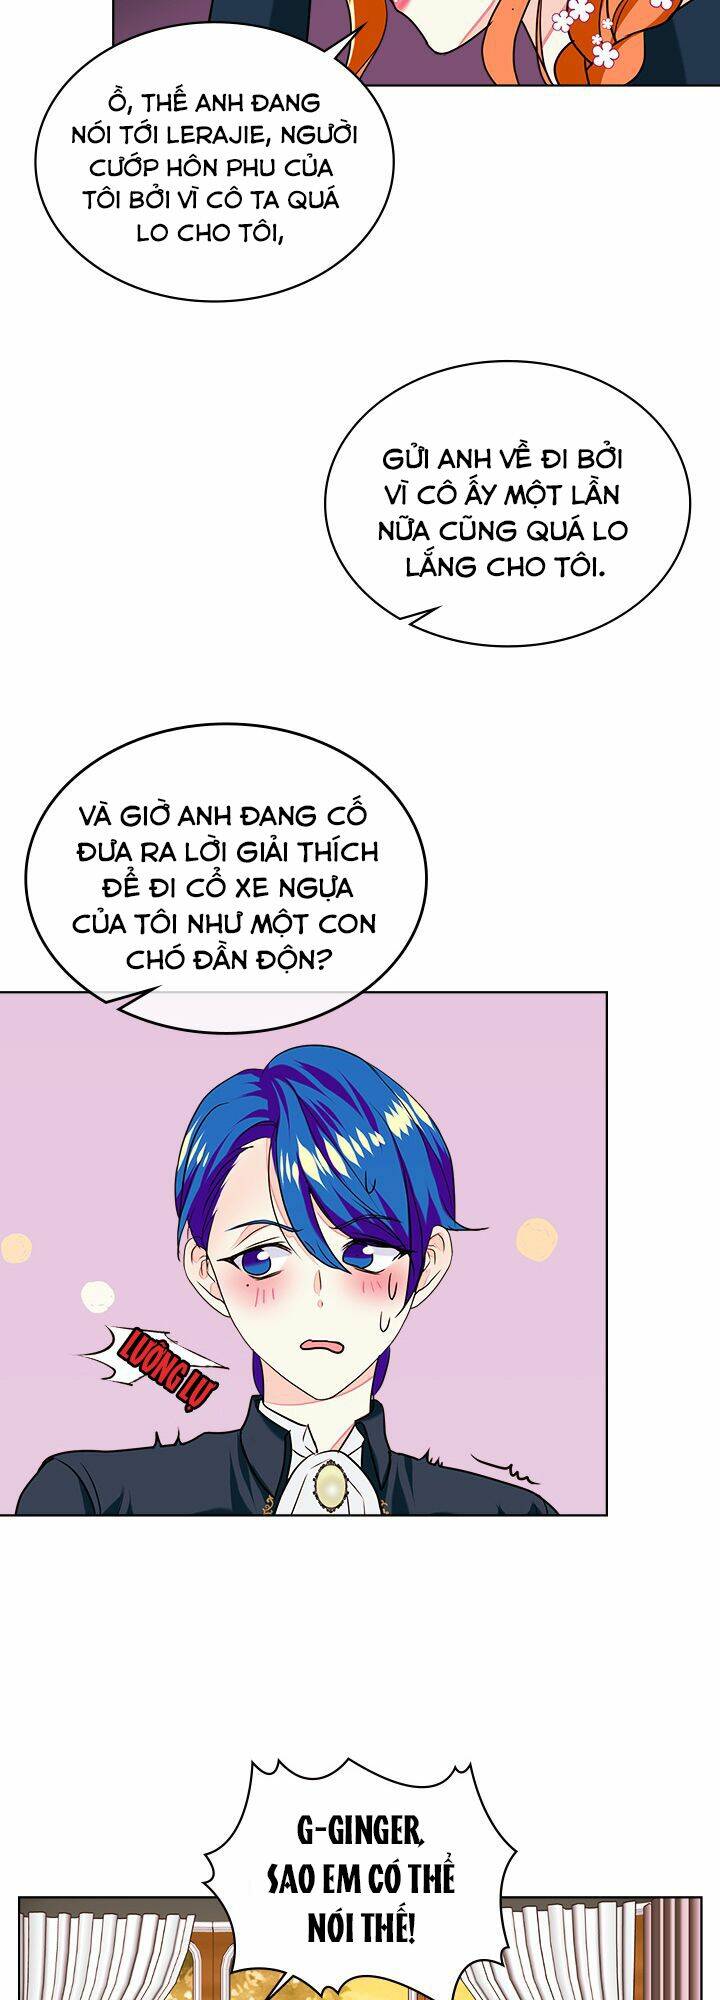 Ồ, THẾ ANH ĐANG
NÓI TỚI LERAJIE, NGƯỜI
CƯỚP HÔN PHU CỦA
TÔI BỞI VÌ CÔ TA QUÁ
LO CHO TÔI,
GỬI ANH VỀ ĐI BỞI
VÌ CÔ ẤY MỘT LẦN
NỮA CŨNG QUÁ LO
LẮNG CHO TÔI.
VÀ GIỜ ANH ĐANG CỐ
ĐƯA RA LỜI GIẢI THÍCH
ĐỂ ĐI CỔ XE NGỰA
CỦA TÔI NHƯ MỘT CON
CHÓ ĐẦN ĐỘN?
LƯỠNG LỰ
G-GINGER,
SAO EM CÓ THỂ
NÓI THẾ!